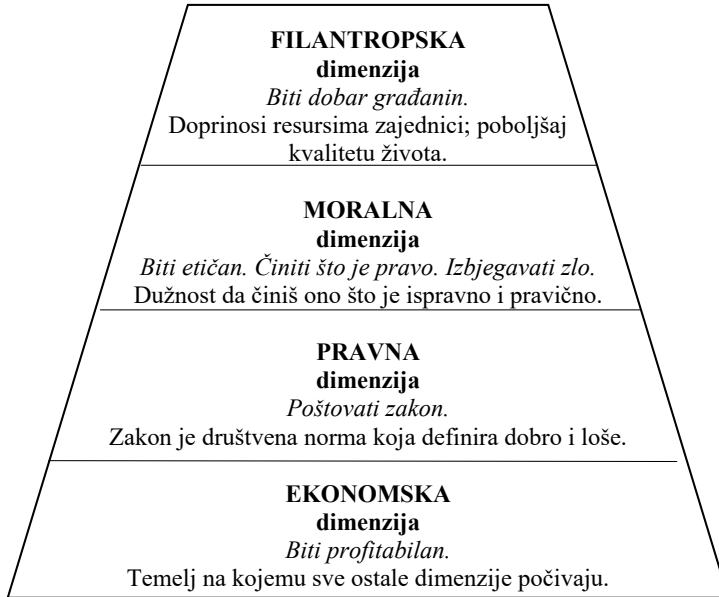 FILANTROPSKA
dimenzija
Biti dobar građanin.
Doprinosi resursima zajednici; poboljšaj
kvalitetu života.
MORALNA
dimenzija
Biti etičan. Činiti što je pravo. Izbjegavati zlo.
Dužnost da činiš ono što je ispravno i pravično.
PRAVNA
dimenzija
Poštovati zakon.
Zakon je društvena norma koja definira dobro i loše.
EKONOMSKA
dimenzija
Biti profitabilan.
Temelj na kojemu sve ostale dimenzije počivaju.